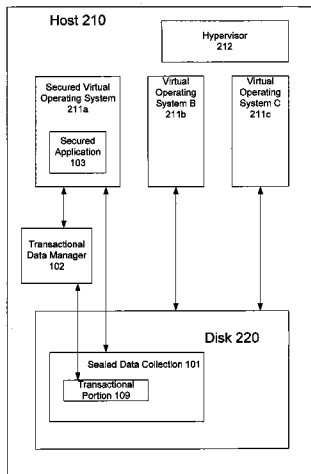 Host 210
Hypervisor
212
Secured Virtual
Operating System
211a
Secured
Application
103
Virtual
Operating
System B
211b
Virtual
Operating
System C
211c
Transactional
Data Manager
102
Disk 220
Sealed Data Collection 101
Transactional
Portion 109